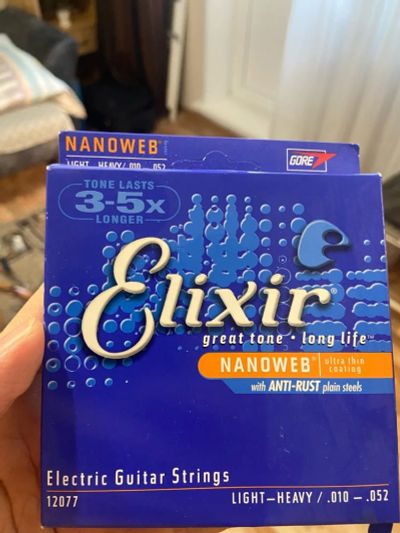 NANOWEB®
LIGHT-HEAVY/.010-.052
GORE
TONE LASTS
3-5x
LONGER
Elixir®
great tone • long life™
NANOWEB® ultra thin
coating
with ANTI-RUST plain steels
Electric Guitar Strings
12077
LIGHT-HEAVY/.010-.052